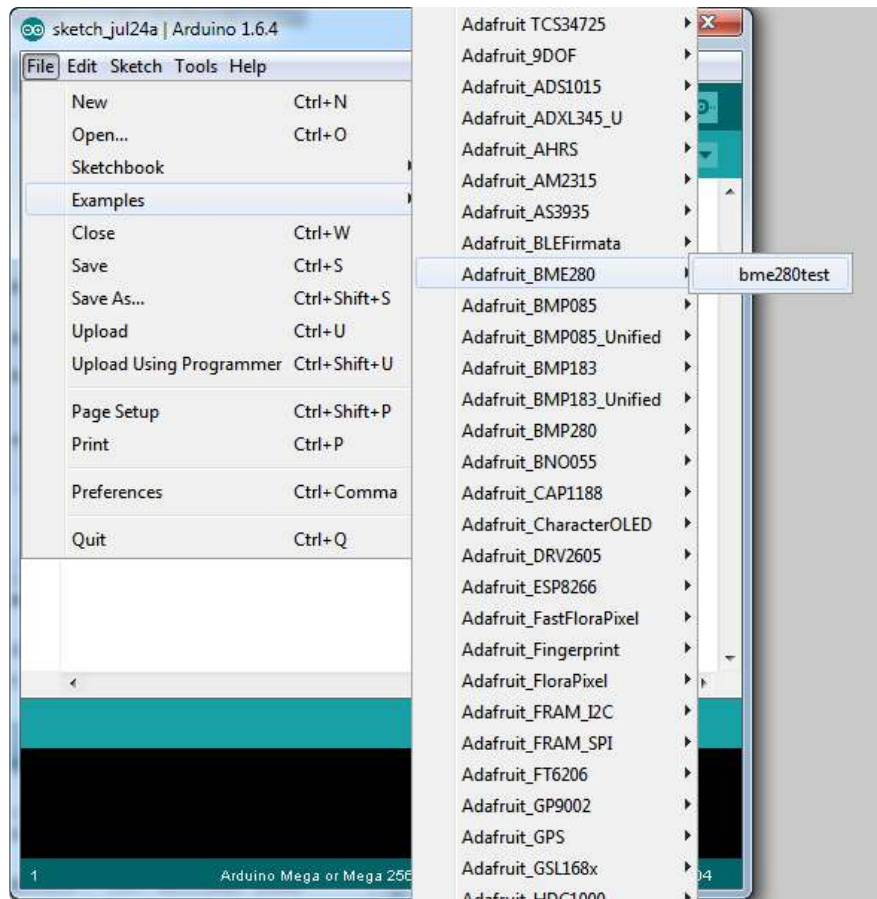 sketch_jul24a | Arduino 1.6.4
File Edit Sketch Tools Help
New Ctrl+N
Open... Ctrl+O
Sketchbook
Examples
Close Ctrl+W
Save Ctrl+S
Save As... Ctrl+Shift+S
Upload Ctrl+U
Upload Using Programmer Ctrl+Shift+U
Page Setup Ctrl+Shift+P
Print Ctrl+P
Preferences Ctrl+Comma
Quit Ctrl+Q
Adafruit TCS34725
Adafruit_9DOF
Adafruit_ADS1015
Adafruit_ADXL345_U
Adafruit_AHRS
Adafruit_AM2315
Adafruit_AS3935
Adafruit_BLEFirmata
Adafruit_BME280
Adafruit_BMP085
Adafruit_BMP085_Unified
Adafruit_BMP183
Adafruit_BMP183_Unified
Adafruit_BMP280
Adafruit_BNO055
Adafruit_CAP1188
Adafruit_CharacterOLED
Adafruit_DRV2605
Adafruit_ESP8266
Adafruit_FastFloraPixel
Adafruit_Fingerprint
Adafruit_FloraPixel
Adafruit_FRAM_I2C
Adafruit_FRAM_SPI
Adafruit_FT6206
Adafruit_GP9002
Adafruit_GPS
Adafruit_GSL168x
Adafruit_HDC1000
bme280test
1 Arduino Mega or Mega 256